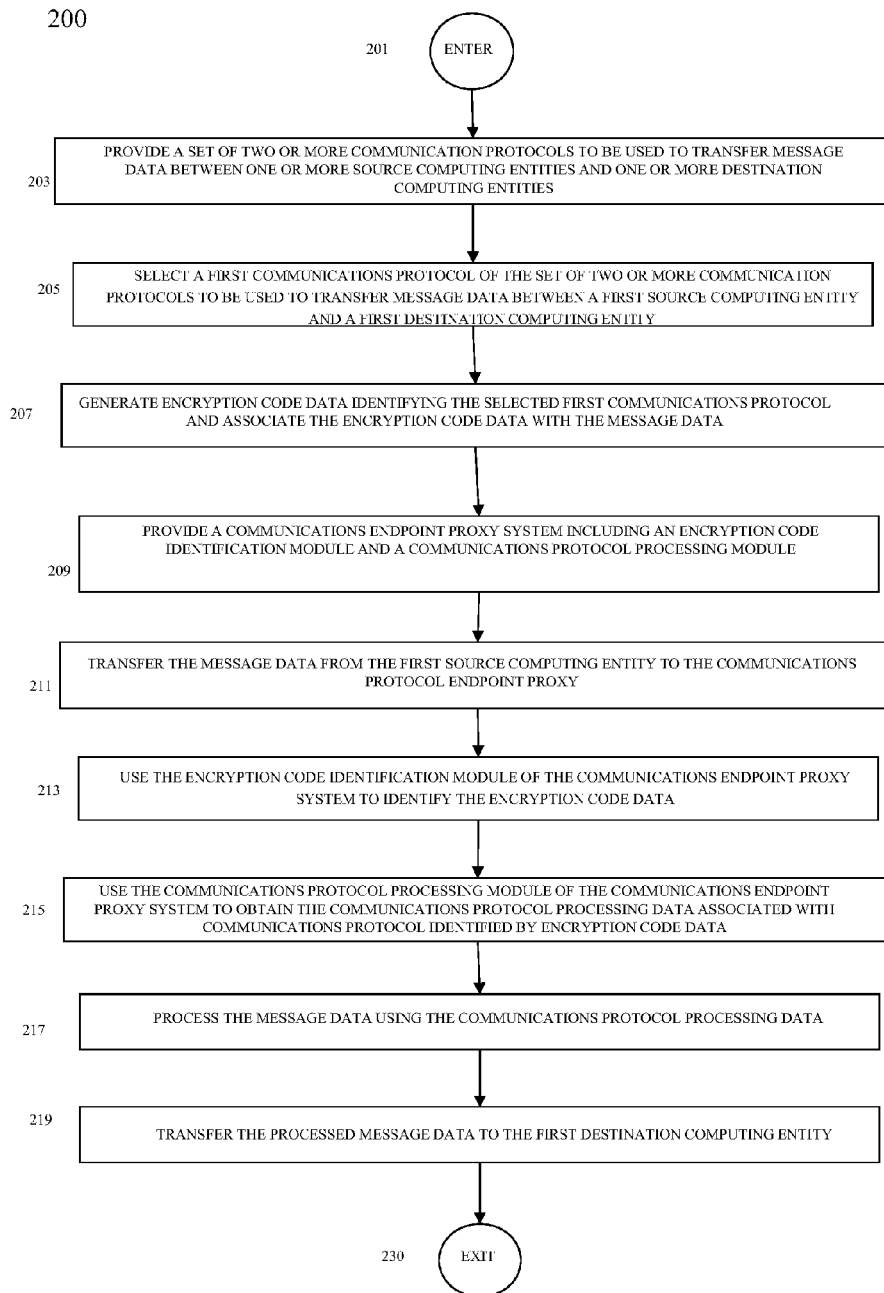 200
201
ENTER
PROVIDE A SET OF TWO OR MORE COMMUNICATION PROTOCOLS TO BE USED TO TRANSFER MESSAGE
DATA BETWEEN ONE OR MORE SOURCE COMPUTING ENTITIES AND ONE OR MORE DESTINATION
COMPUTING ENTITIES
203
SELECT A FIRST COMMUNICATIONS PROTOCOL OF THE SET OF TWO OR MORE COMMUNICATION
PROTOCOLS TO BE USED TO TRANSFER MESSAGE DATA BETWEEN A FIRST SOURCE COMPUTING ENTITY
AND A FIRST DESTINATION COMPUTING ENTITY
205
GENERATE ENCRYPTION CODE DATA IDENTIFYING THE SELECTED FIRST COMMUNICATIONS PROTOCOL
AND ASSOCIATE THE ENCRYPTION CODE DATA WITH THE MESSAGE DATA
207
PROVIDE A COMMUNICATIONS ENDPOINT PROXY SYSTEM INCLUDING AN ENCRYPTION CODE
IDENTIFICATION MODULE AND A COMMUNICATIONS PROTOCOL PROCESSING MODULE
209
TRANSFER THE MESSAGE DATA FROM THE FIRST SOURCE COMPUTING ENTITY TO THE COMMUNICATIONS
PROTOCOL ENDPOINT PROXY
211
USE THE ENCRYPTION CODE IDENTIFICATION MODULE OF THE COMMUNICATIONS ENDPOINT PROXY
SYSTEM TO IDENTIFY THE ENCRYPTION CODE DATA
213
USE THE COMMUNICATIONS PROTOCOL PROCESSING MODULE OF THE COMMUNICATIONS ENDPOINT
PROXY SYSTEM TO OBTAIN THE COMMUNICATIONS PROTOCOL PROCESSING DATA ASSOCIATED WITH
COMMUNICATIONS PROTOCOL IDENTIFIED BY ENCRYPTION CODE DATA
215
PROCESS THE MESSAGE DATA USING THE COMMUNICATIONS PROTOCOL PROCESSING DATA
217
219
TRANSFER THE PROCESSED MESSAGE DATA TO THE FIRST DESTINATION COMPUTING ENTITY
230
EXIT